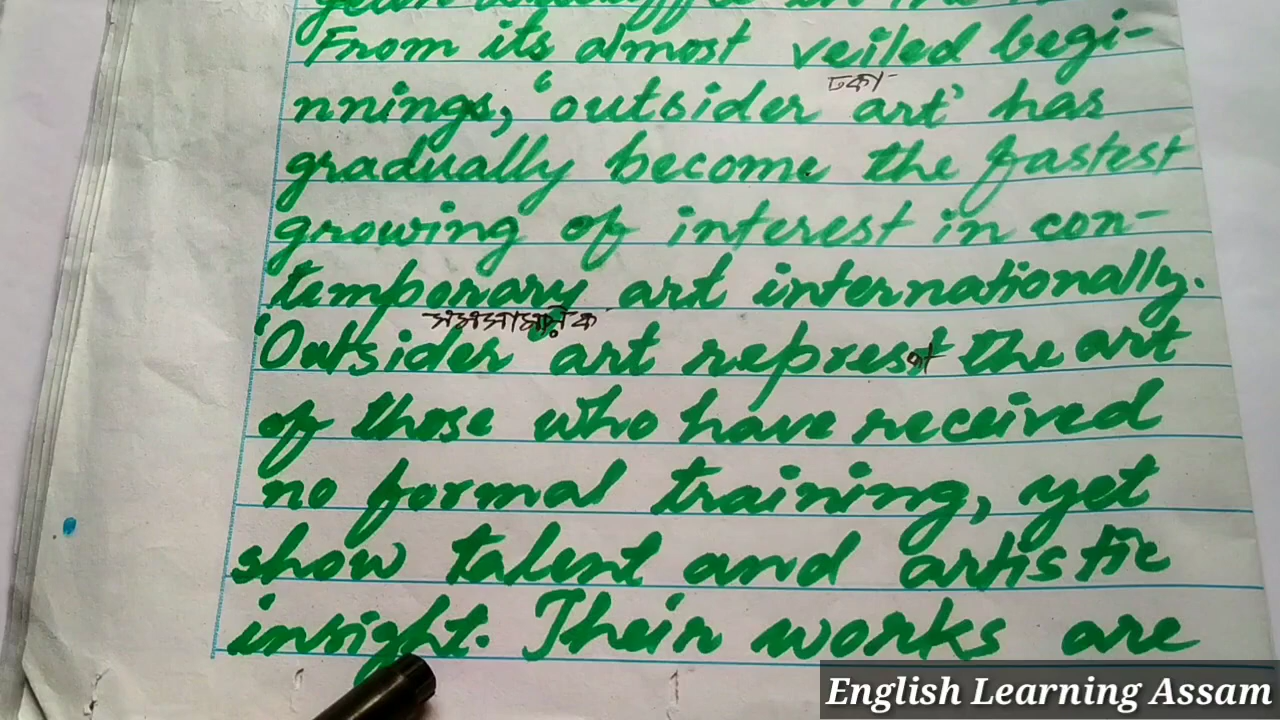 From its almost veiled begi-
ঢকা-
nnings, 'outsider art' has
gradually become the fastest
growing of interest in con-
temporary art internationally.
'Outsider art represt the art
of those who have received
no formal training, yet
show talent and artistic
insight. Their works are
English Learning Assam